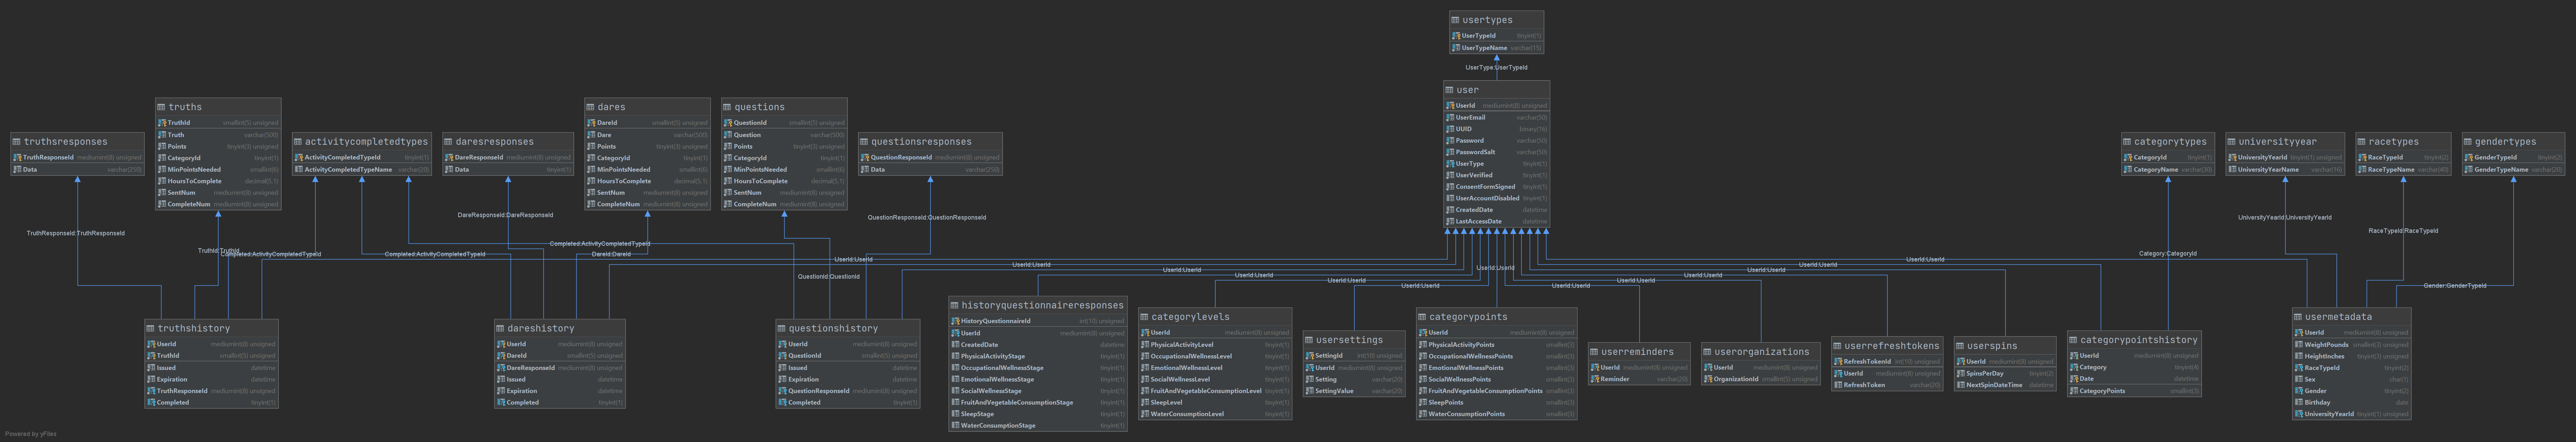 usertypes
UserTypeId tinyint(1)
UserTypeName varchar(15)
UserType:UserTypeId
user
UserId mediumint(8) unsigned
UserEmail varchar(50)
UUID binary(16)
Password varchar(50)
PasswordSalt varchar(50)
UserType tinyint(1)
UserVerified tinyint(1)
ConsentFormSigned tinyint(1)
UserAccountDisabled tinyint(1)
CreatedDate datetime
LastAccessDate datetime
truths
TruthId smallint(5) unsigned
Truth varchar(500)
Points tinyint(3) unsigned
CategoryId tinyint(1)
MinPointsNeeded smallint(6)
HoursToComplete decimal(5,1)
SentNum mediumint(8) unsigned
CompleteNum mediumint(8) unsigned
dares
DareId smallint(5) unsigned
Dare varchar(500)
Points tinyint(3) unsigned
CategoryId tinyint(1)
MinPointsNeeded smallint(6)
HoursToComplete decimal(5,1)
SentNum mediumint(8) unsigned
CompleteNum mediumint(8) unsigned
questions
QuestionId smallint(5) unsigned
Question varchar(500)
Points tinyint(3) unsigned
CategoryId tinyint(1)
MinPointsNeeded smallint(6)
HoursToComplete decimal(5,1)
SentNum mediumint(8) unsigned
CompleteNum mediumint(8) unsigned
truthsresponses
TruthResponseId mediumint(8) unsigned
Data varchar(250)
activitycompletedtypes
ActivityCompletedTypeId tinyint(1)
ActivityCompletedTypeName varchar(20)
daresresponses
DareResponseId mediumint(8) unsigned
Data tinyint(1)
questionsresponses
QuestionResponseId mediumint(8) unsigned
Data varchar(250)
categorytypes
CategoryId tinyint(1)
CategoryName varchar(30)
universityyear
UniversityYearId tinyint(1) unsigned
UniversityYearName varchar(16)
racetypes
RaceTypeId tinyint(2)
RaceTypeName varchar(40)
gendertypes
GenderTypeId tinyint(2)
GenderTypeName varchar(20)
DareResponseId:DareResponseId
QuestionResponseId:QuestionResponseId
UniversityYearId:UniversityYearId
TruthResponseId:TruthResponseId
RaceTypeId:RaceTypeId
Completed:ActivityCompletedTypeId
TruthId:TruthId
Completed:ActivityCompletedTypeId
Completed:ActivityCompletedTypeId
DareId:DareId
Category:CategoryId
UserId:UserId
UserId:UserId
UserId:UserId
UserId:UserId
UserId:UserId
UserId:UserId
UserId:UserId
UserId:UserId
UserId:UserId
UserId:UserId
UserId:UserId
UserId:UserId
UserId:UserId
QuestionId:QuestionId
Gender:GenderTypeId
truthshistory
UserId mediumint(8) unsigned
TruthId smallint(5) unsigned
Issued datetime
Expiration datetime
TruthResponseId mediumint(8) unsigned
Completed tinyint(1)
dareshistory
UserId mediumint(8) unsigned
DareId smallint(5) unsigned
DareResponseId mediumint(8) unsigned
Issued datetime
Expiration datetime
Completed tinyint(1)
questionshistory
UserId mediumint(8) unsigned
QuestionId smallint(5) unsigned
Issued datetime
Expiration datetime
QuestionResponseId mediumint(8) unsigned
Completed tinyint(1)
historyquestionnaireresponses
HistoryQuestionnaireId int(10) unsigned
UserId mediumint(8) unsigned
CreatedDate datetime
PhysicalActivityStage tinyint(1)
OccupationalWellnessStage tinyint(1)
EmotionalWellnessStage tinyint(1)
SocialWellnessStage tinyint(1)
FruitAndVegetableConsumptionStage tinyint(1)
SleepStage tinyint(1)
WaterConsumptionStage tinyint(1)
categorylevels
UserId mediumint(8) unsigned
PhysicalActivityLevel tinyint(1)
OccupationalWellnessLevel tinyint(1)
EmotionalWellnessLevel tinyint(1)
SocialWellnessLevel tinyint(1)
FruitAndVegetableConsumptionLevel tinyint(1)
SleepLevel tinyint(1)
WaterConsumptionLevel tinyint(1)
usersettings
SettingId int(10) unsigned
UserId mediumint(8) unsigned
Setting varchar(20)
SettingValue varchar(20)
categorypoints
UserId mediumint(8) unsigned
PhysicalActivityPoints smallint(3)
OccupationalWellnessPoints smallint(3)
EmotionalWellnessPoints smallint(3)
SocialWellnessPoints smallint(3)
FruitAndVegetableConsumptionPoints smallint(3)
SleepPoints smallint(3)
WaterConsumptionPoints smallint(3)
userreminders
UserId mediumint(8) unsigned
Reminder varchar(20)
userorganizations
UserId mediumint(8) unsigned
OrganizationId smallint(5) unsigned
userrefreshtokens
RefreshTokenId int(10) unsigned
UserId mediumint(8) unsigned
RefreshToken varchar(20)
userspins
UserId mediumint(8) unsigned
SpinsPerDay tinyint(2)
NextSpinDateTime datetime
categorypointshistory
UserId mediumint(8) unsigned
Category tinyint(4)
Date datetime
CategoryPoints smallint(3)
usermetadata
UserId mediumint(8) unsigned
WeightPounds smallint(3) unsigned
HeightInches tinyint(3) unsigned
RaceTypeId tinyint(2)
Sex char(1)
Gender tinyint(2)
Birthday date
UniversityYearId tinyint(1) unsigned
Powered by yFiles